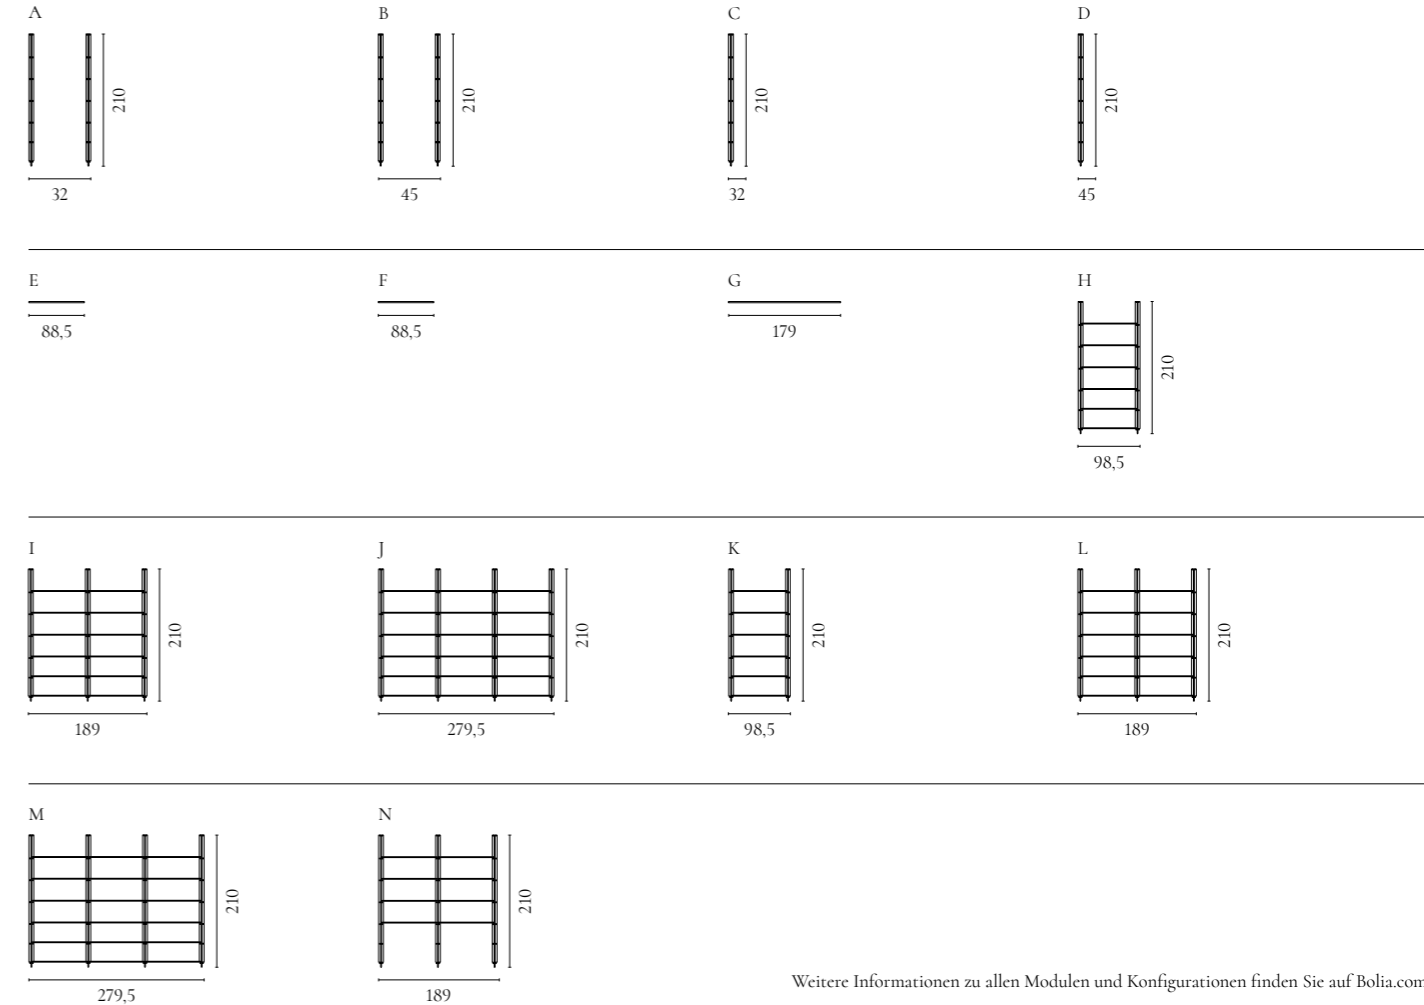 A
B
C
D
210
210
210
210
32
45
32
45
E
F
G
H
88,5
88,5
179
210
98,5
I
J
K
L
210
210
210
210
189
279,5
98,5
189
M
N
210
210
279,5
189
Weitere Informationen zu allen Modulen und Konfigurationen finden Sie auf Bolia.com